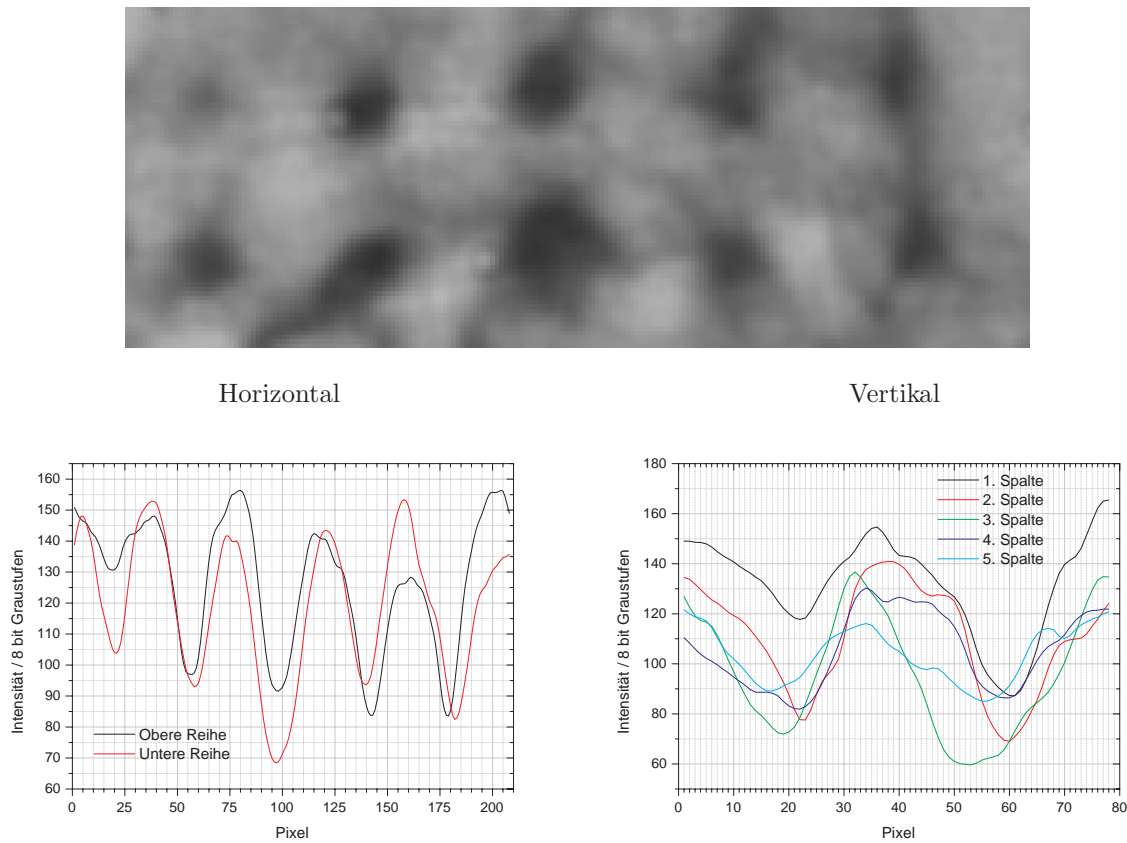 Horizontal
Vertikal
Intensität / 8 bit Graustufen
160
150
140
130
120
110
100
90
80
70
60
Obere Reihe
Untere Reihe
0 25 50 75 100 125 150 175 200
Pixel
Intensität / 8 bit Graustufen
180
160
140
120
100
80
60
1. Spalte
2. Spalte
3. Spalte
4. Spalte
5. Spalte
0 10 20 30 40 50 60 70 80
Pixel